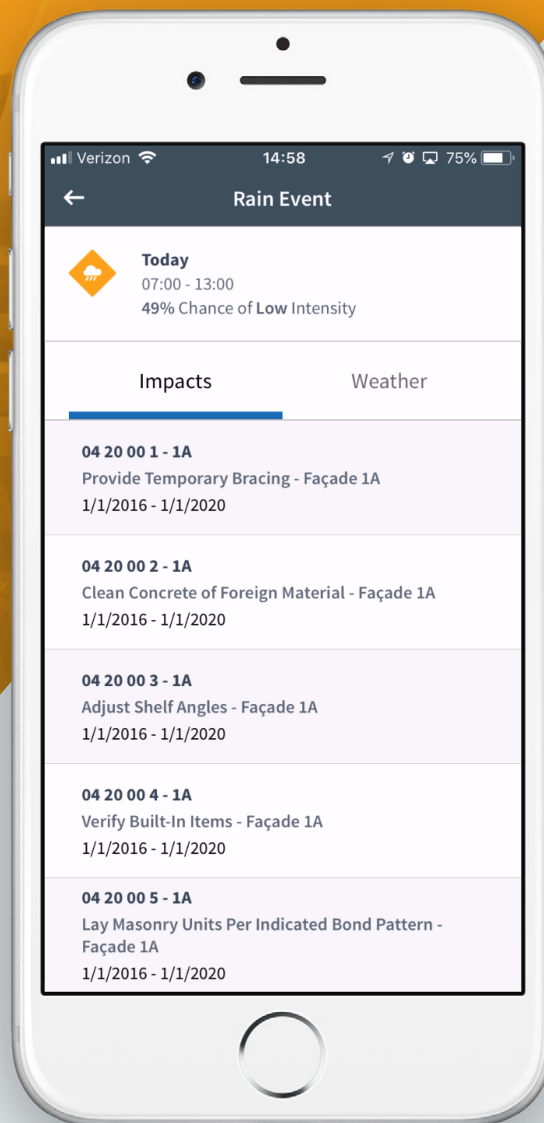 Verizon 14:58 75%
Rain Event
Today
07:00 - 13:00
49% Chance of Low Intensity
Impacts Weather
04 20 00 1 - 1A
Provide Temporary Bracing - Façade 1A
1/1/2016 - 1/1/2020
04 20 00 2 - 1A
Clean Concrete of Foreign Material - Façade 1A
1/1/2016 - 1/1/2020
04 20 00 3 - 1A
Adjust Shelf Angles - Façade 1A
1/1/2016 - 1/1/2020
04 20 00 4 - 1A
Verify Built-In Items - Façade 1A
1/1/2016 - 1/1/2020
04 20 00 5 - 1A
Lay Masonry Units Per Indicated Bond Pattern -
Façade 1A
1/1/2016 - 1/1/2020